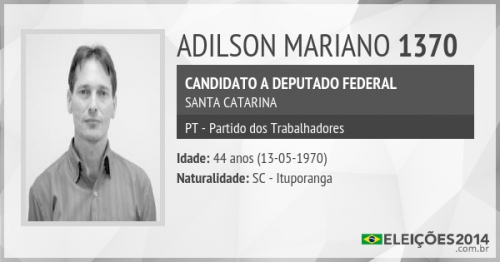 ADILSON MARIANO 1370
CANDIDATO A DEPUTADO FEDERAL
SANTA CATARINA
PT - Partido dos Trabalhadores
Idade: 44 anos (13-05-1970)
Naturalidade: SC - Ituporanga
ELEIÇÕES2014
.com.br